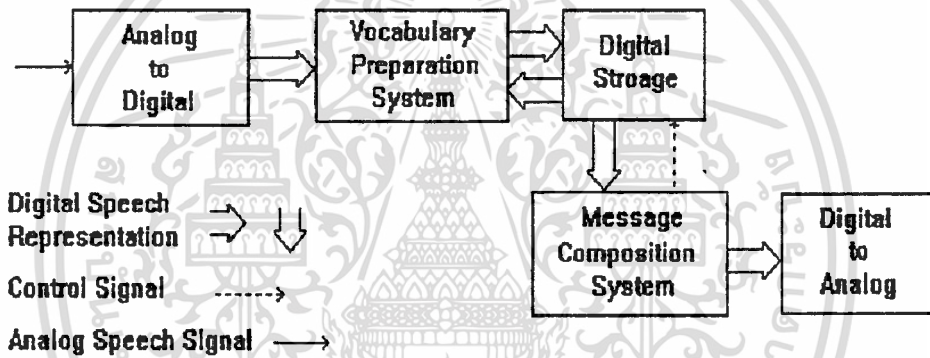 Analog
to
Digital
Vocabulary
Preparation
System
Digital
Stroage
Message
Composition
System
Digital
to
Analog
Digital Speech
Representation
Control Signal
Analog Speech Signal